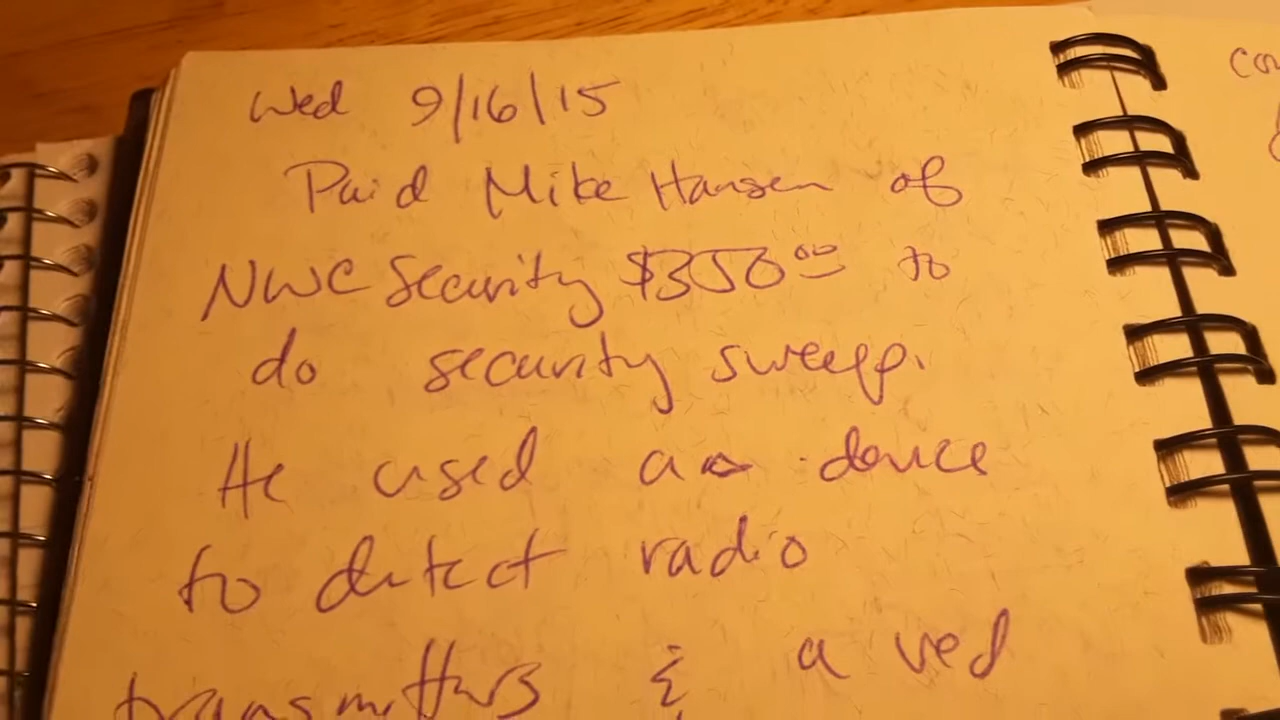 Wed 9/16/15
Paid Mike Hansen of
NWC Security $350.00 to
do security sweep.
He used a device
to detect radio
transmitters & a red